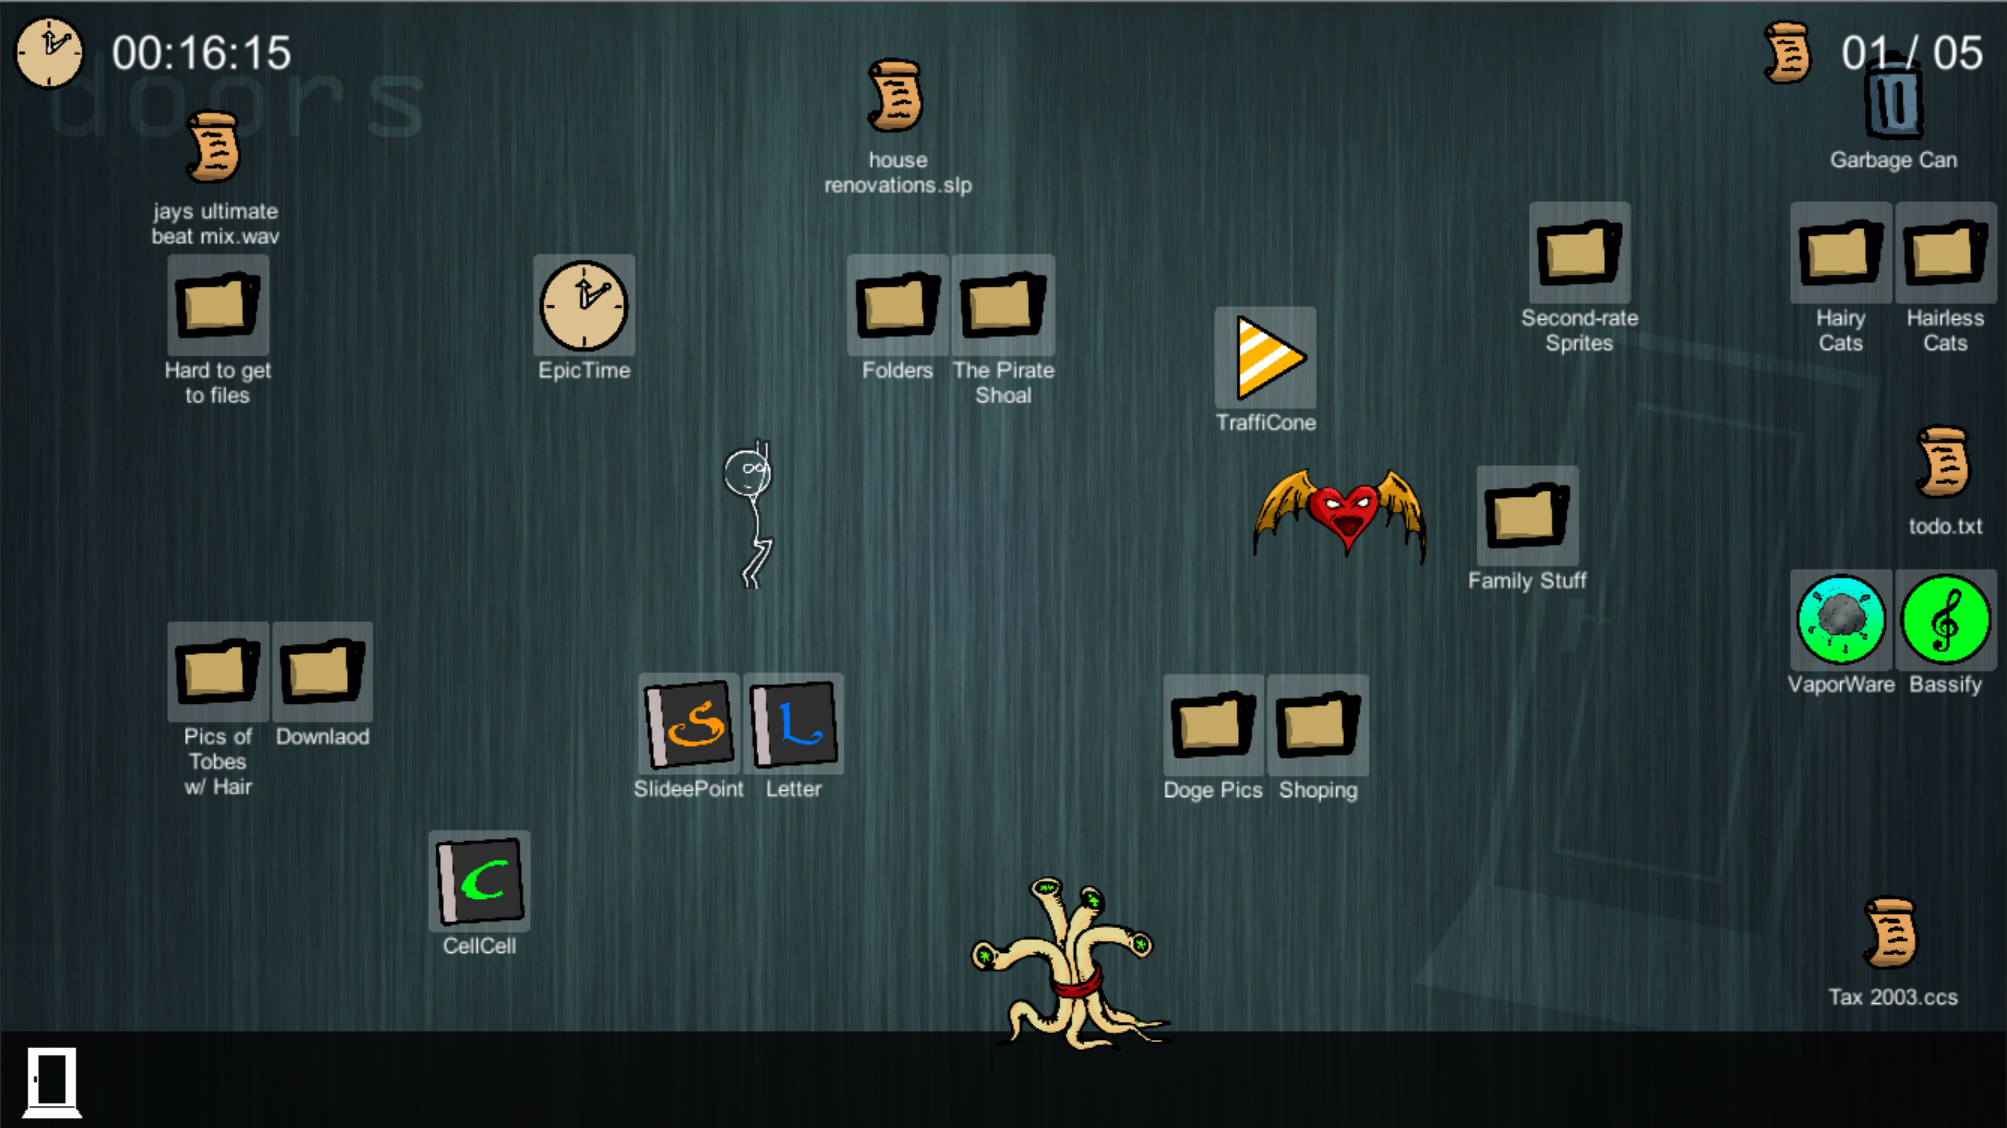 00:16:15
01 / 05
doors
jays ultimate
beat mix.wav
house
renovations.slp
Garbage Can
Hard to get
to files
EpicTime
Folders
The Pirate
Shoal
TraffiCone
Second-rate
Sprites
Hairy
Cats
Hairless
Cats
todo.txt
Family Stuff
VaporWare
Bassify
Pics of
Tobes
w/ Hair
Downlaod
S
SlideePoint
L
Letter
Doge Pics
Shoping
C
CellCell
Tax 2003.ccs